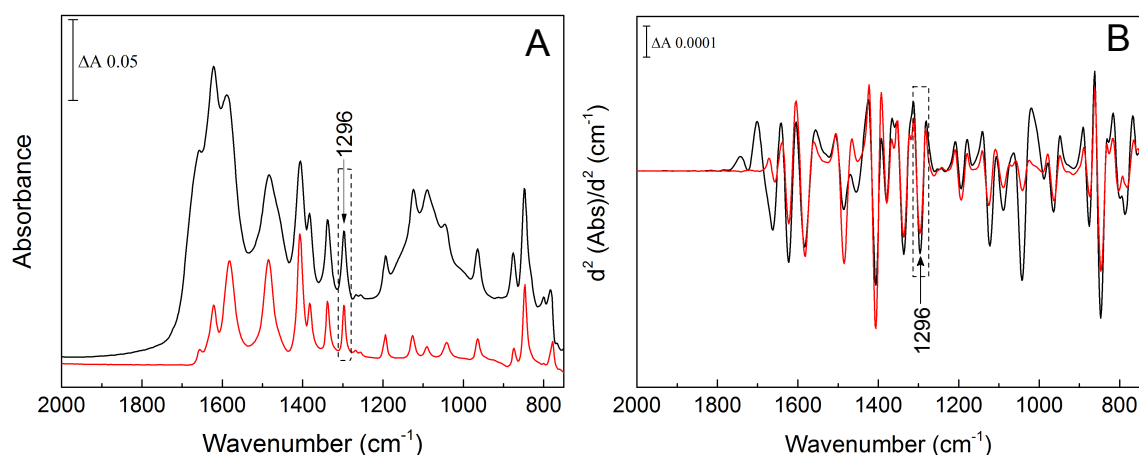 A
ΔA 0.05
1296
Absorbance
2000 1800 1600 1400 1200 1000 800
Wavenumber (cm⁻¹)
B
ΔA 0.0001
1296
d² (Abs)/d² (cm⁻¹)
2000 1800 1600 1400 1200 1000 800
Wavenumber (cm⁻¹)